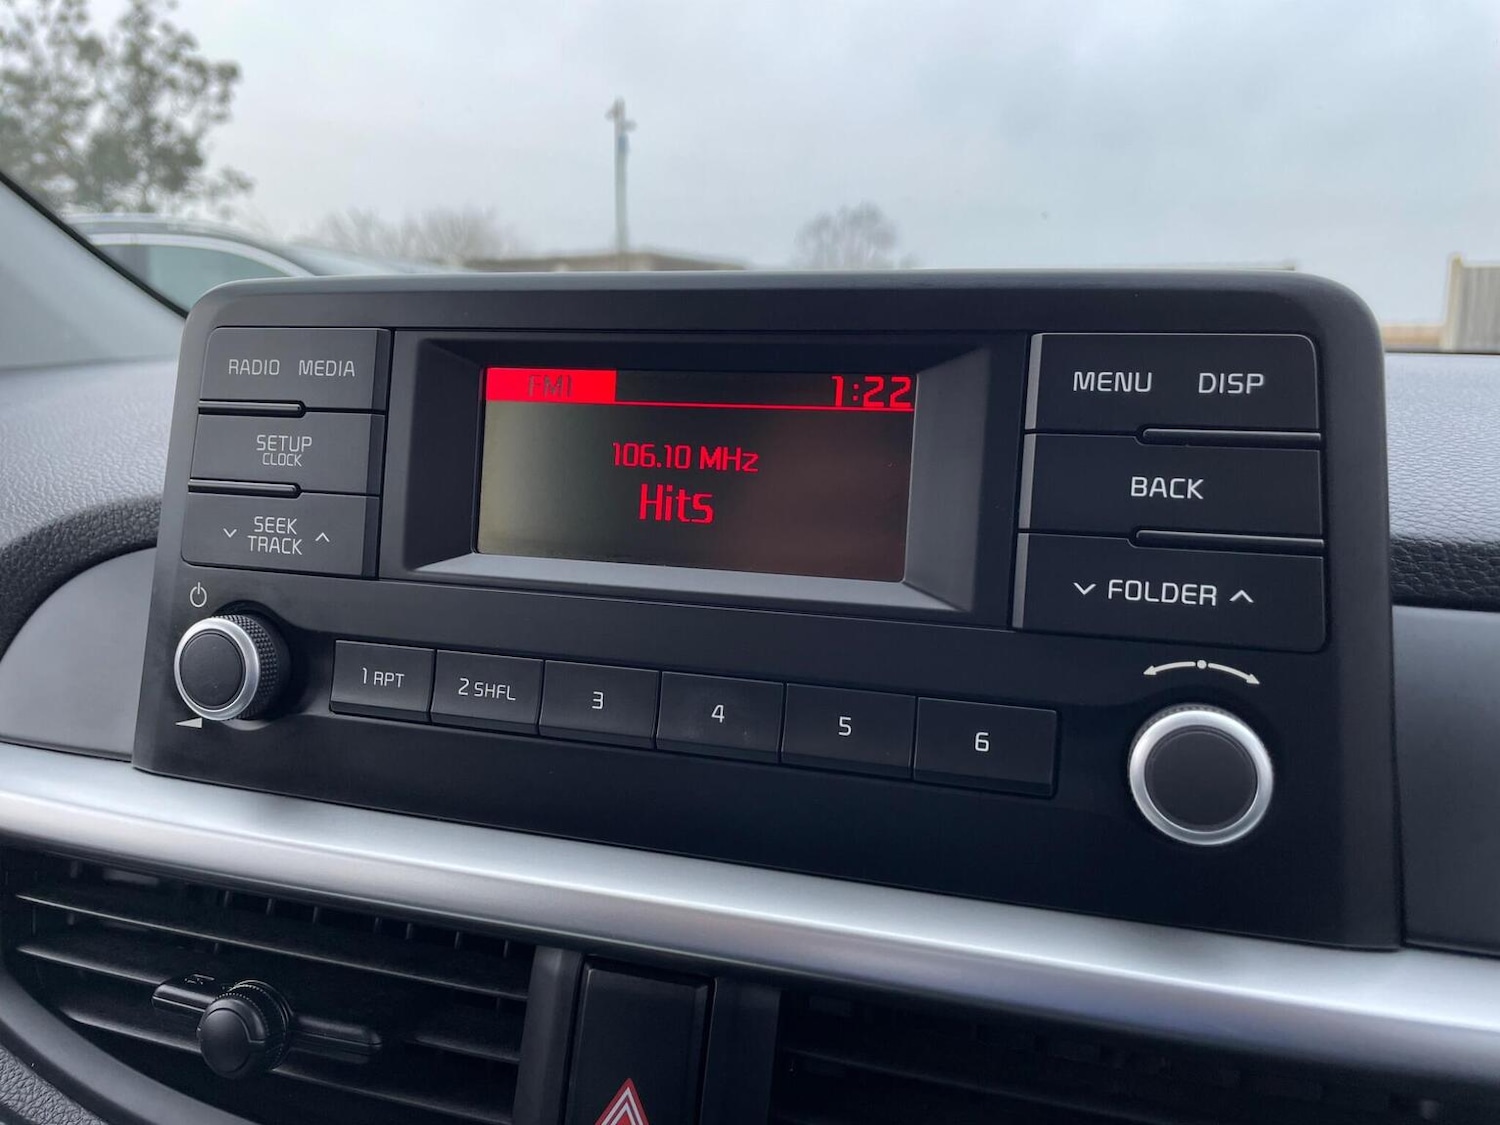 RADIO MEDIA
SETUP
CLOCK
SEEK
TRACK
FM1
1:22
106.10 MHz
Hits
MENU DISP
BACK
FOLDER
1 RPT
2 SHFL
3
4
5
6